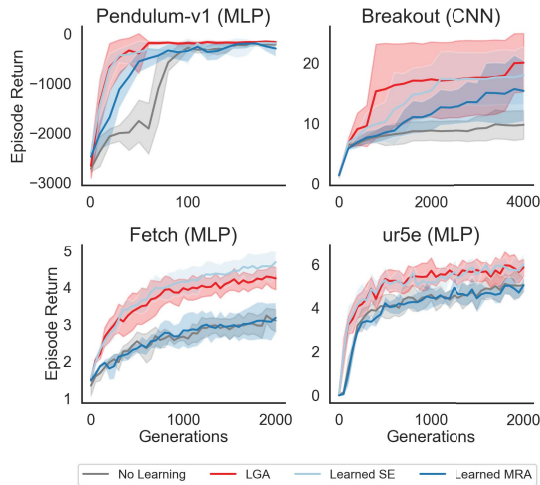 Pendulum-v1 (MLP)
Breakout (CNN)
Episode Return
0
−1000
−2000
−3000
0
100
20
10
0
0
2000
4000
Fetch (MLP)
ur5e (MLP)
Episode Return
5
4
3
2
1
0
1000
2000
Generations
6
4
2
0
0
1000
2000
Generations
No Learning
LGA
Learned SE
Learned MRA